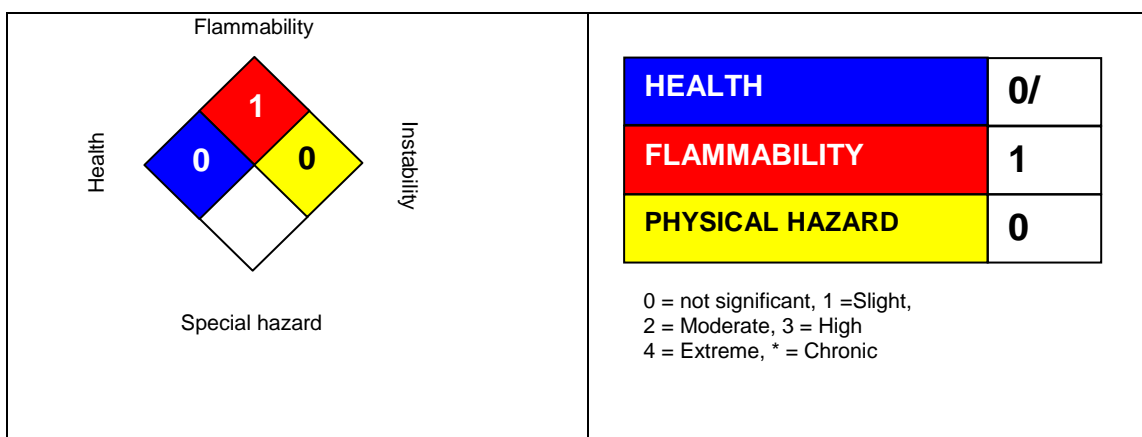 Flammability
1
Health
0
0
Instability
Special hazard
HEALTH 0/
FLAMMABILITY 1
PHYSICAL HAZARD 0
0 = not significant, 1 =Slight,
2 = Moderate, 3 = High
4 = Extreme, * = Chronic